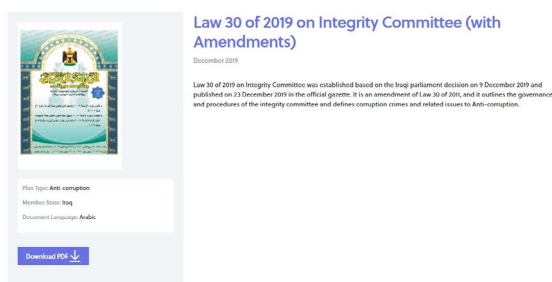 Law 30 of 2019 on Integrity Committee (with
Amendments)
December 2019
Law 30 of 2019 on Integrity Committee was established based on the Iraqi parliament decision on 9 December 2019 and
published on 23 December 2019 in the official gazette. It is an amendment of Law 30 of 2011, and it outlines the governance
and procedures of the integrity committee and defines corruption crimes and related issues to Anti-corruption.
Plan Type: Anti-corruption
Member State: Iraq
Document Language: Arabic
Download PDF